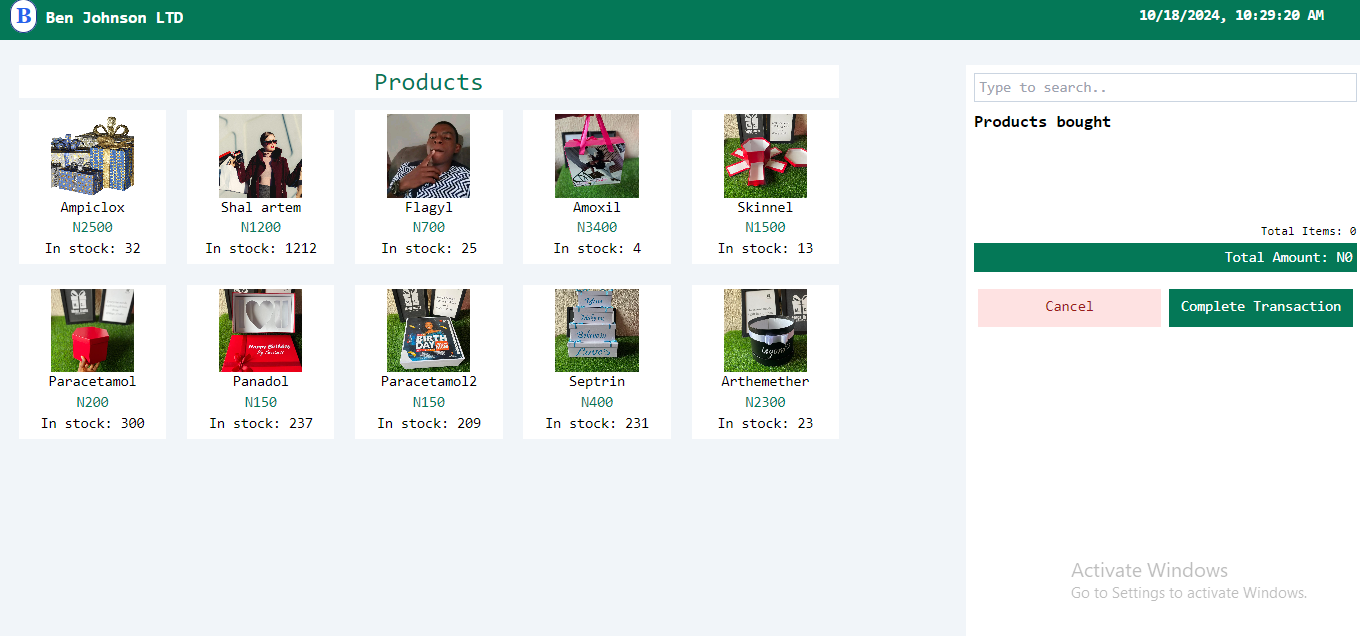 B Ben Johnson LTD
10/18/2024, 10:29:20 AM
Products
Ampiclox
N2500
In stock: 32
Shal artem
N1200
In stock: 1212
Flagyl
N700
In stock: 25
Amoxil
N3400
In stock: 4
Skinnel
N1500
In stock: 13
Paracetamol
N200
In stock: 300
Happy Birthday
Panadol
N150
In stock: 237
BIRTH
DAY
Paracetamol2
N150
In stock: 209
Septrin
N400
In stock: 231
Arthemether
N2300
In stock: 23
Type to search..
Products bought
Total Items: 0
Total Amount: N0
Cancel
Complete Transaction
Activate Windows
Go to Settings to activate Windows.